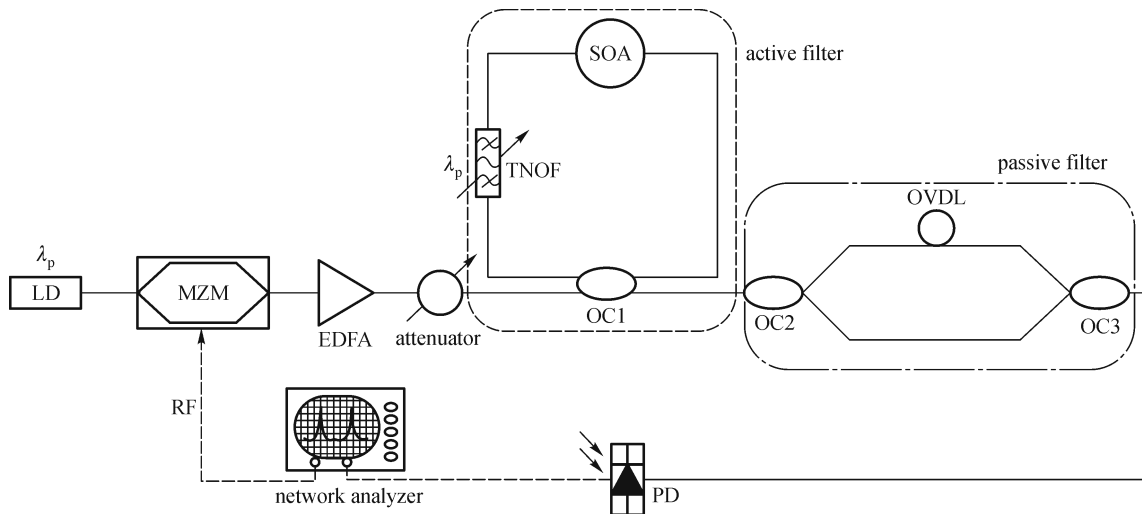 SOA
active filter
λp
TNOF
passive filter
OVDL
λp
LD
MZM
EDFA
attenuator
OC1
OC2
OC3
RF
network analyzer
PD